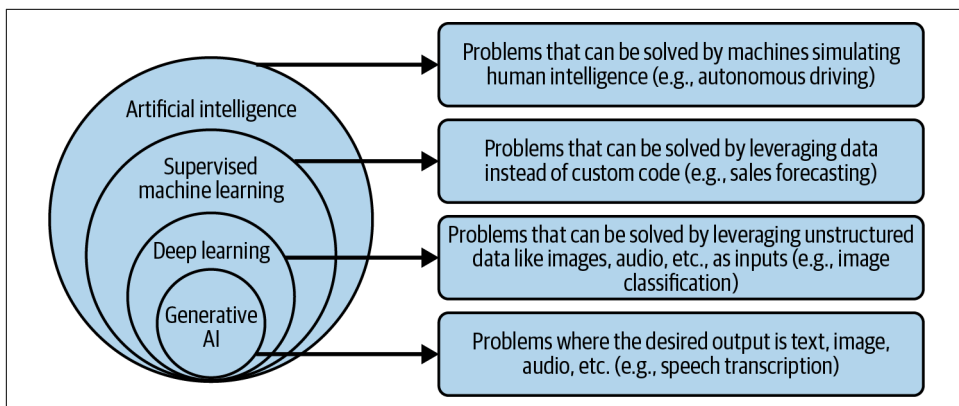 Artificial intelligence
Supervised
machine learning
Deep learning
Generative
AI
Problems that can be solved by machines simulating
human intelligence (e.g., autonomous driving)
Problems that can be solved by leveraging data
instead of custom code (e.g., sales forecasting)
Problems that can be solved by leveraging unstructured
data like images, audio, etc., as inputs (e.g., image
classification)
Problems where the desired output is text, image,
audio, etc. (e.g., speech transcription)